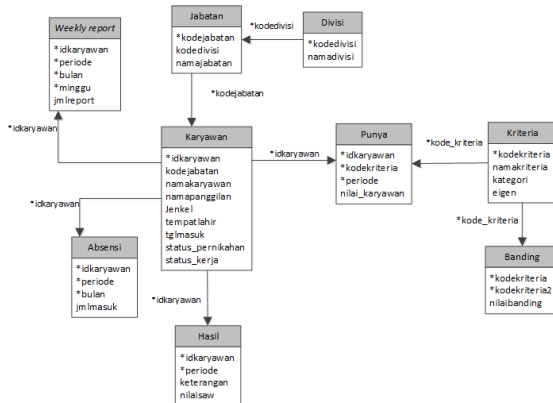 Weekly report
*idkaryawan
*periode
*bulan
*minggu
jmlreport
Jabatan
*kodejabatan
kodedivisi
namajabatan
*kodedivisi
Divisi
*kodedivisi
namadivisi
*kodejabatan
*idkaryawan
Karyawan
*idkaryawan
kodejabatan
namakaryawan
namapanggilan
Jenkel
tempatlahir
tglmasuk
status_pernikahan
status_kerja
*idkaryawan
Punya
*idkaryawan
*kodekriteria
*periode
nilai_karyawan
*kode_kriteria
Kriteria
*kodekriteria
namakriteria
kategori
eigen
*idkaryawan
Absensi
*idkaryawan
*periode
*bulan
jmlmasuk
*kode_kriteria
Banding
*kodekriteria
*kodekriteria2
nilaibanding
*idkaryawan
Hasil
*idkaryawan
*periode
keterangan
nilaisaw